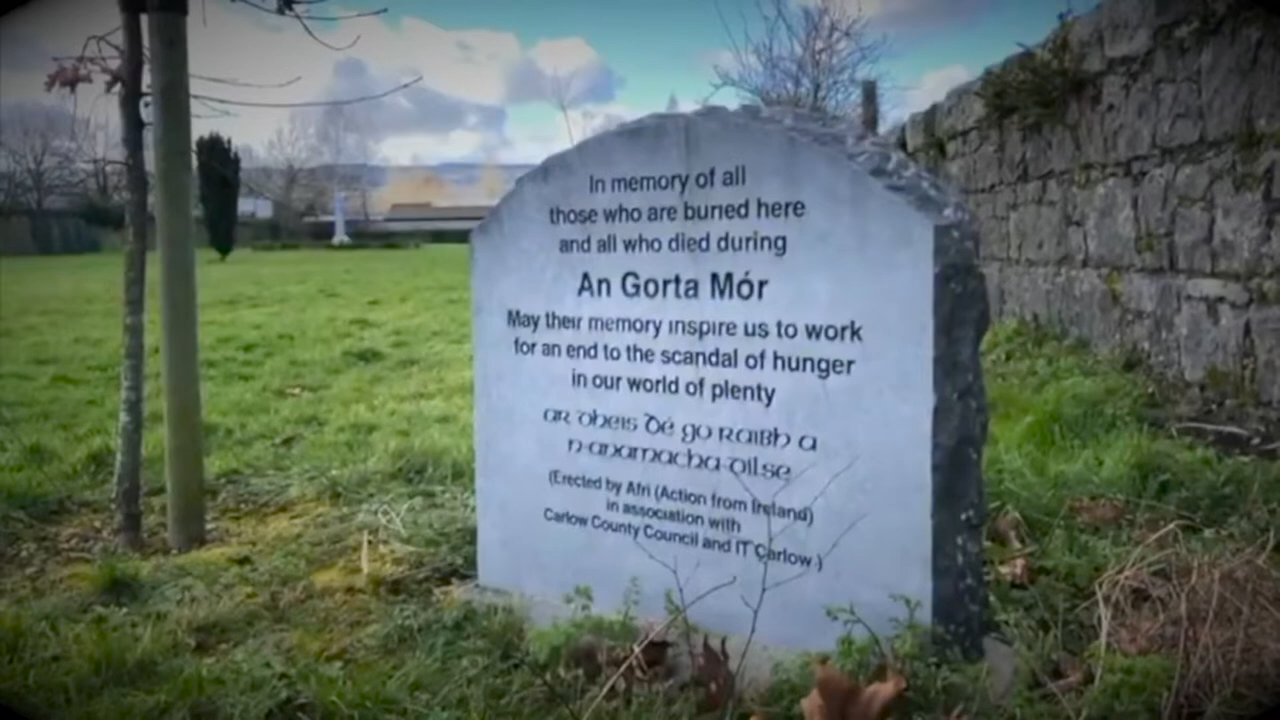 In memory of all
those who are buried here
and all who died during
An Gorta Mór
May their memory inspire us to work
for an end to the scandal of hunger
in our world of plenty
ar dheis Dé go raibh a
n-anamacha dílse
(Erected by Afri (Action from Ireland)
in association with
Carlow County Council and IT Carlow.)